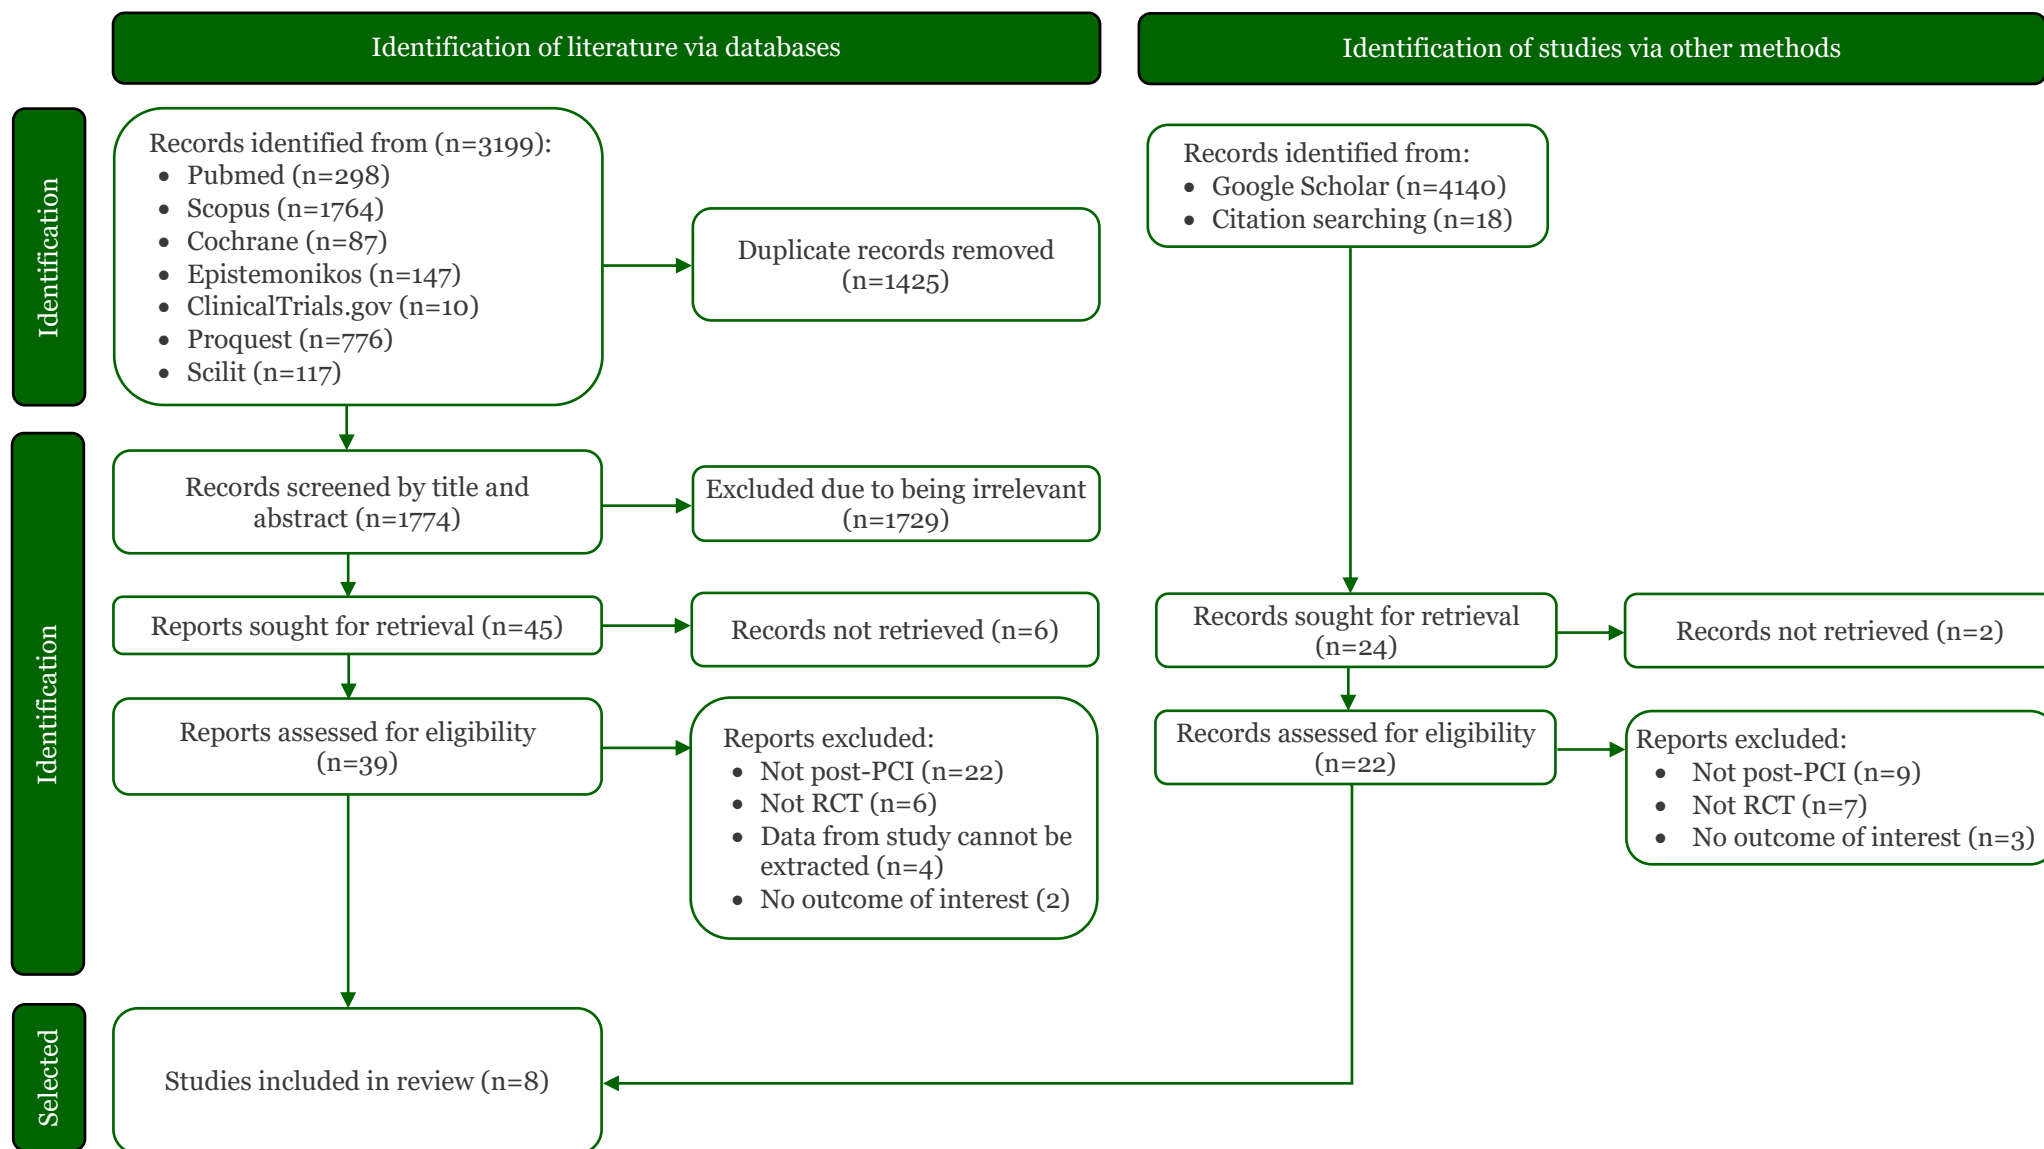 Identification of literature via databases
Identification of studies via other methods
Identification
Records identified from (n=3199):
• Pubmed (n=298)
• Scopus (n=1764)
• Cochrane (n=87)
• Epistemonikos (n=147)
• ClinicalTrials.gov (n=10)
• Proquest (n=776)
• Scilit (n=117)
Duplicate records removed
(n=1425)
Records identified from:
• Google Scholar (n=4140)
• Citation searching (n=18)
Identification
Records screened by title and
abstract (n=1774)
Excluded due to being irrelevant
(n=1729)
Reports sought for retrieval (n=45)
Records not retrieved (n=6)
Records sought for retrieval
(n=24)
Records not retrieved (n=2)
Reports assessed for eligibility
(n=39)
Reports excluded:
• Not post-PCI (n=22)
• Not RCT (n=6)
• Data from study cannot be
extracted (n=4)
• No outcome of interest (2)
Records assessed for eligibility
(n=22)
Reports excluded:
• Not post-PCI (n=9)
• Not RCT (n=7)
• No outcome of interest (n=3)
Selected
Studies included in review (n=8)